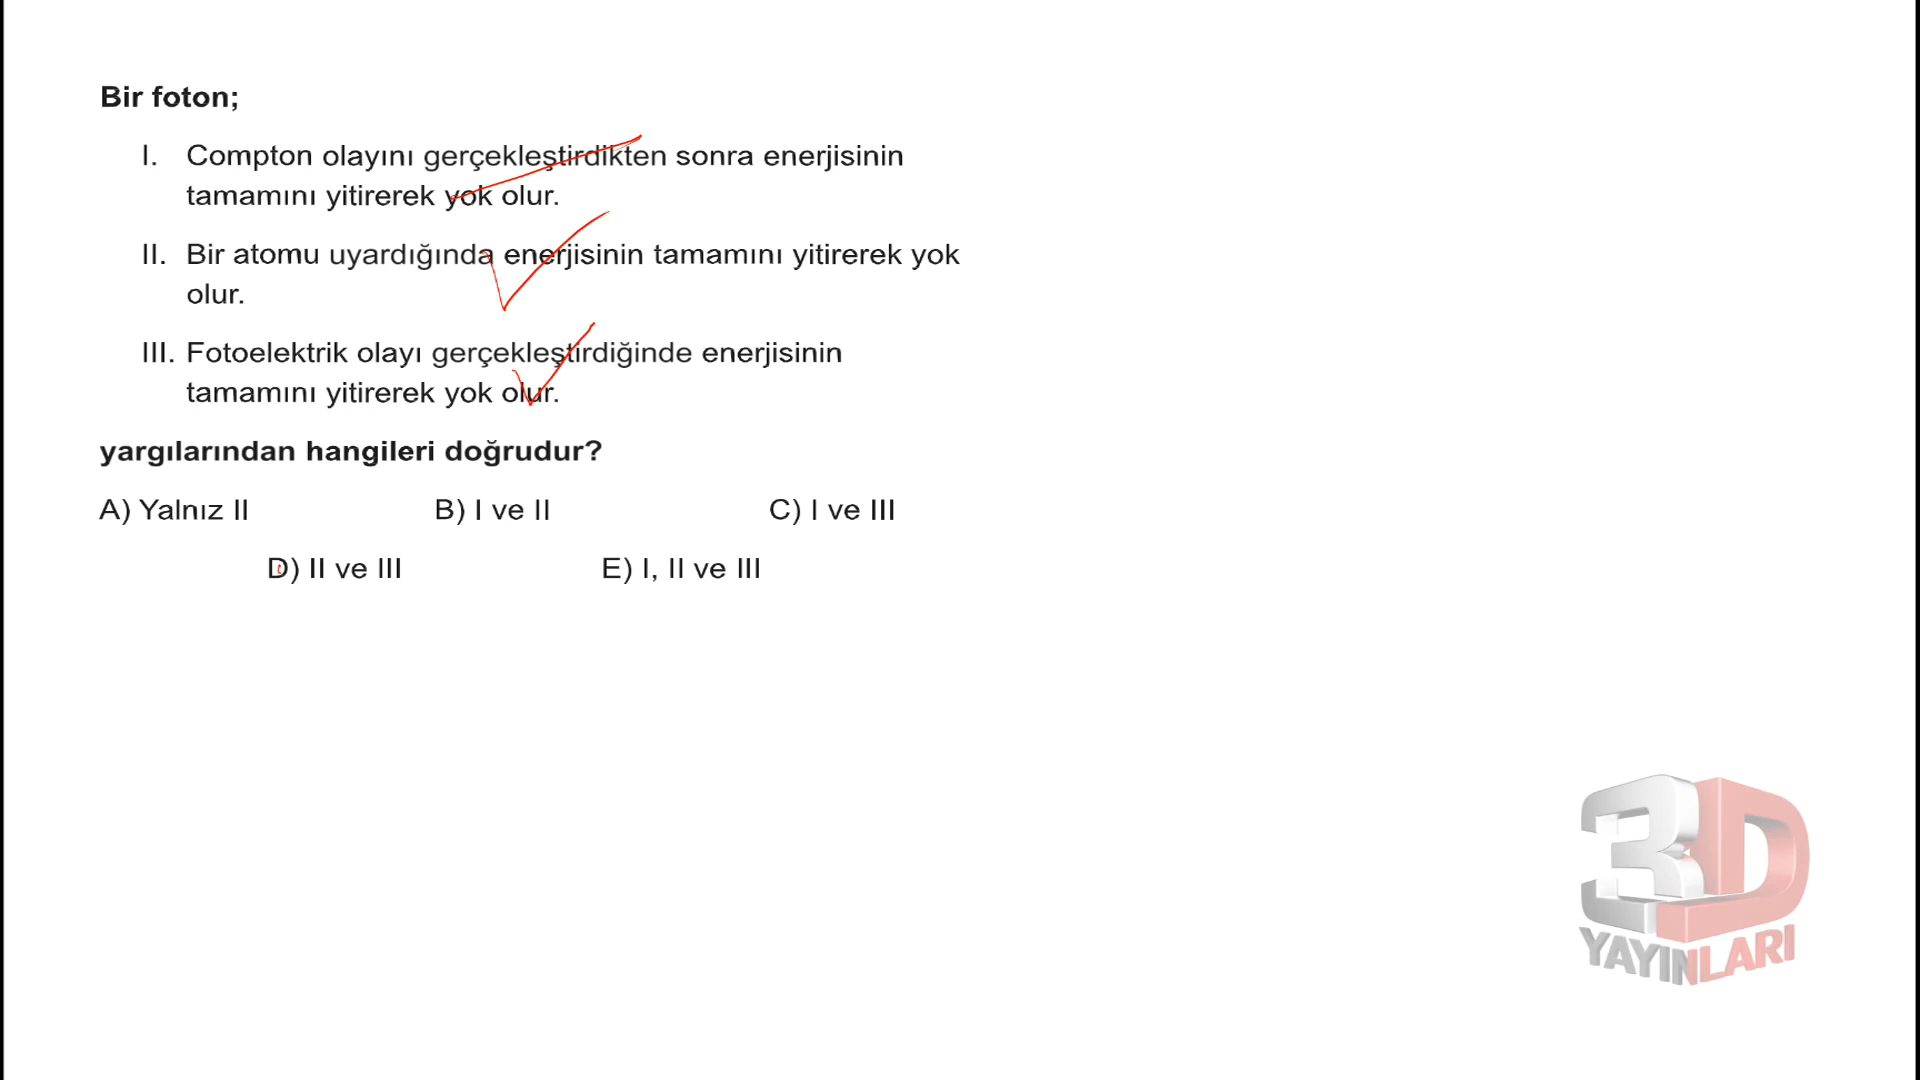 Bir foton;
I. Compton olayını gerçekleştirdikten sonra enerjisinin
tamamını yitirerek yok olur.
II. Bir atomu uyardığında enerjisinin tamamını yitirerek yok
olur.
III. Fotoelektrik olayı gerçekleştirdiğinde enerjisinin
tamamını yitirerek yok olur.
yargılarından hangileri doğrudur?
A) Yalnız II B) I ve II C) I ve III
D) II ve III E) I, II ve III
3D
YAYINLARI